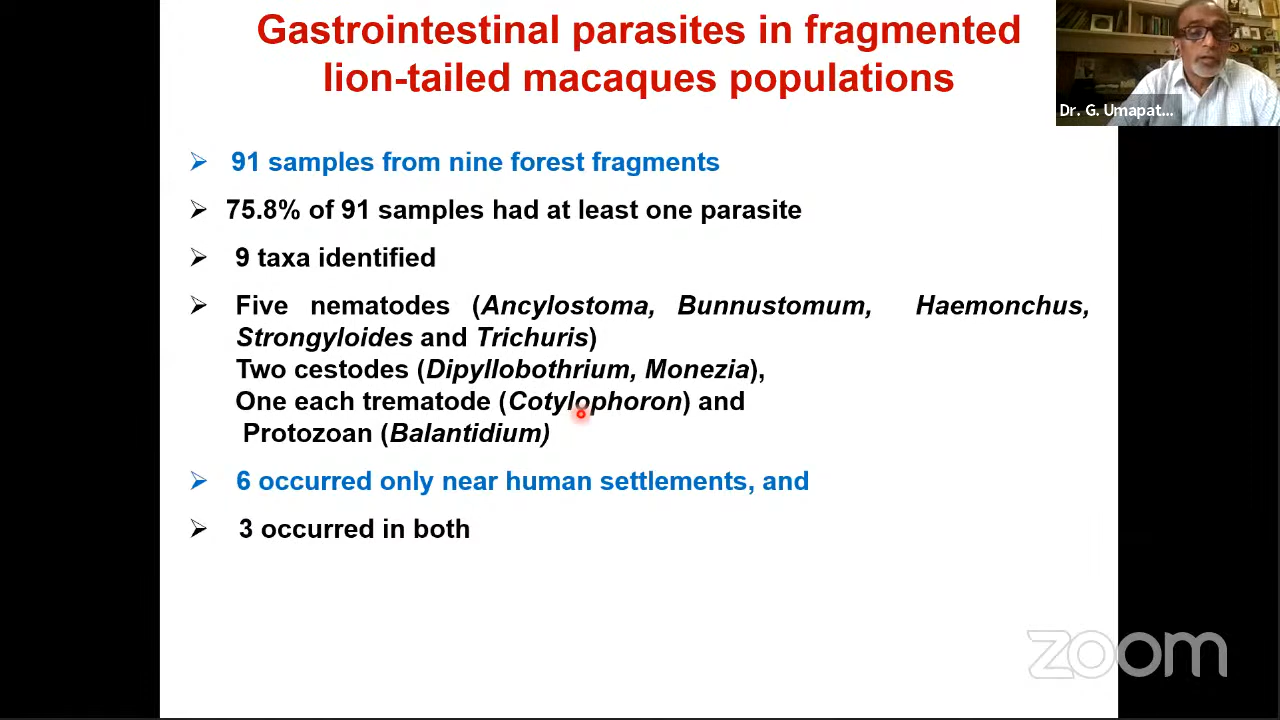 Gastrointestinal parasites in fragmented
lion-tailed macaques populations
Dr. G. Umapat...
➢ 91 samples from nine forest fragments
➢ 75.8% of 91 samples had at least one parasite
➢ 9 taxa identified
➢ Five nematodes (Ancylostoma, Bunnustomum, Haemonchus,
Strongyloides and Trichuris)
Two cestodes (Dipyllobothrium, Monezia),
One each trematode (Cotylophoron) and
Protozoan (Balantidium)
➢ 6 occurred only near human settlements, and
➢ 3 occurred in both
zoom